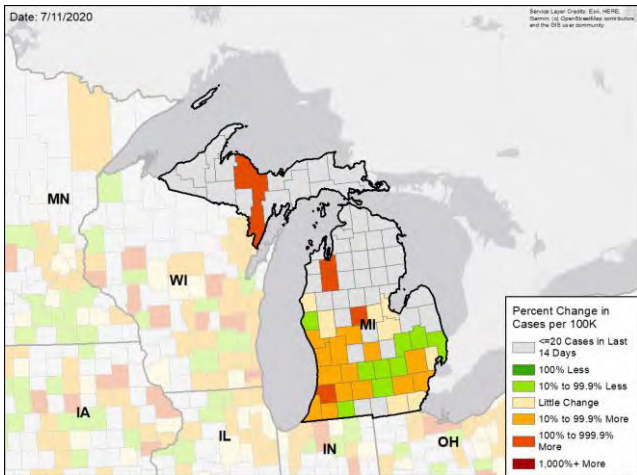 Date: 7/11/2020
Service Layer Credits: Esri, HERE,
Garmin, (c) OpenStreetMap contributors,
and the GIS user community
MN
WI
MI
IA
IL
IN
OH
Percent Change in
Cases per 100K
<=20 Cases in Last
14 Days
100% Less
10% to 99.9% Less
Little Change
10% to 99.9% More
100% to 999.9%
More
1,000%+ More